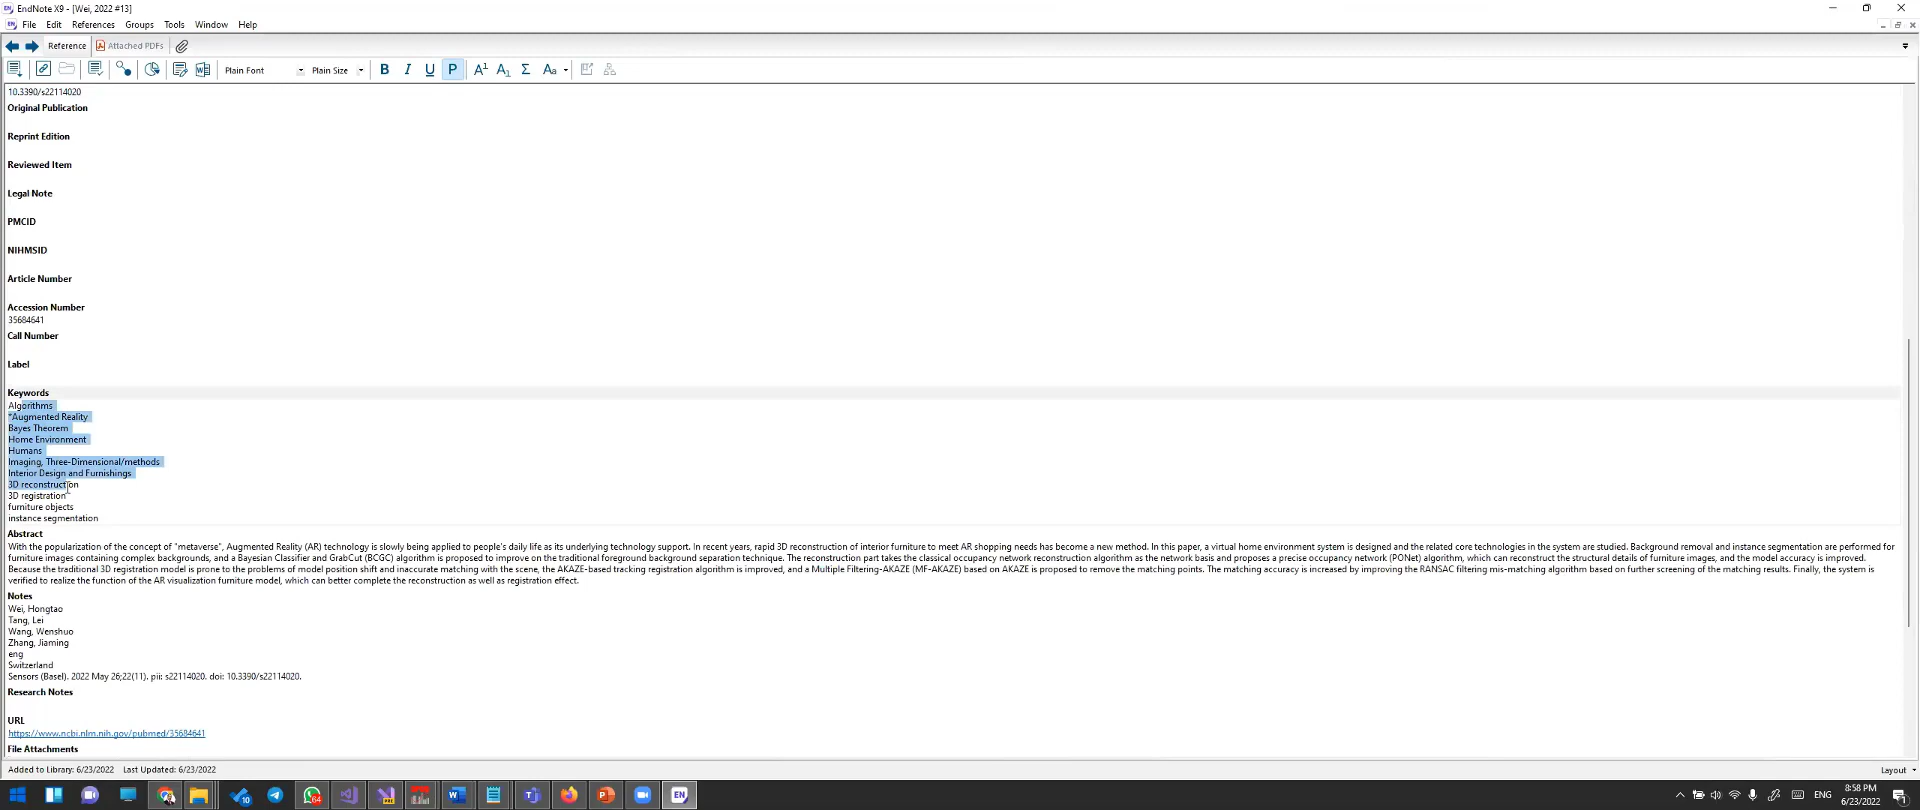 EndNote X9 - [Wei, 2022 #13]
File Edit References Groups Tools Window Help
Reference Attached PDFs
Plain Font Plain Size B I U P A1 A1 Σ Aa
10.3390/s22114020
Original Publication
Reprint Edition
Reviewed Item
Legal Note
PMCID
NIHMSID
Article Number
Accession Number
35684641
Call Number
Label
Keywords
Algorithms
*Augmented Reality
Bayes Theorem
Home Environment
Humans
Imaging, Three-Dimensional/methods
Interior Design and Furnishings
3D reconstruction
3D registration
furniture objects
instance segmentation
Abstract
With the popularization of the concept of "metaverse", Augmented Reality (AR) technology is slowly being applied to people's daily life as its underlying technology support. In recent years, rapid 3D reconstruction of interior furniture to meet AR shopping needs has become a new method. In this paper, a virtual home environment system is designed and the related core technologies in the system are studied. Background removal and instance segmentation are performed for
furniture images containing complex backgrounds, and a Bayesian Classifier and GrabCut (BCGC) algorithm is proposed to improve on the traditional foreground background separation technique. The reconstruction part takes the classical occupancy network reconstruction algorithm as the network basis and proposes a precise occupancy network (PONet) algorithm, which can reconstruct the structural details of furniture images, and the model accuracy is improved.
Because the traditional 3D registration model is prone to the problems of model position shift and inaccurate matching with the scene, the AKAZE-based tracking registration algorithm is improved, and a Multiple Filtering-AKAZE (MF-AKAZE) based on AKAZE is proposed to remove the matching points. The matching accuracy is increased by improving the RANSAC filtering mis-matching algorithm based on further screening of the matching results. Finally, the system is
verified to realize the function of the AR visualization furniture model, which can better complete the reconstruction as well as registration effect.
Notes
Wei, Hongtao
Tang, Lei
Wang, Wenshuo
Zhang, Jiaming
eng
Switzerland
Sensors (Basel). 2022 May 26;22(11). pii: s22114020. doi: 10.3390/s22114020.
Research Notes
URL
https://www.ncbi.nlm.nih.gov/pubmed/35684641
File Attachments
Added to Library: 6/23/2022 Last Updated: 6/23/2022 Layout
10 64 EN ENG 8:58 PM
6/23/2022